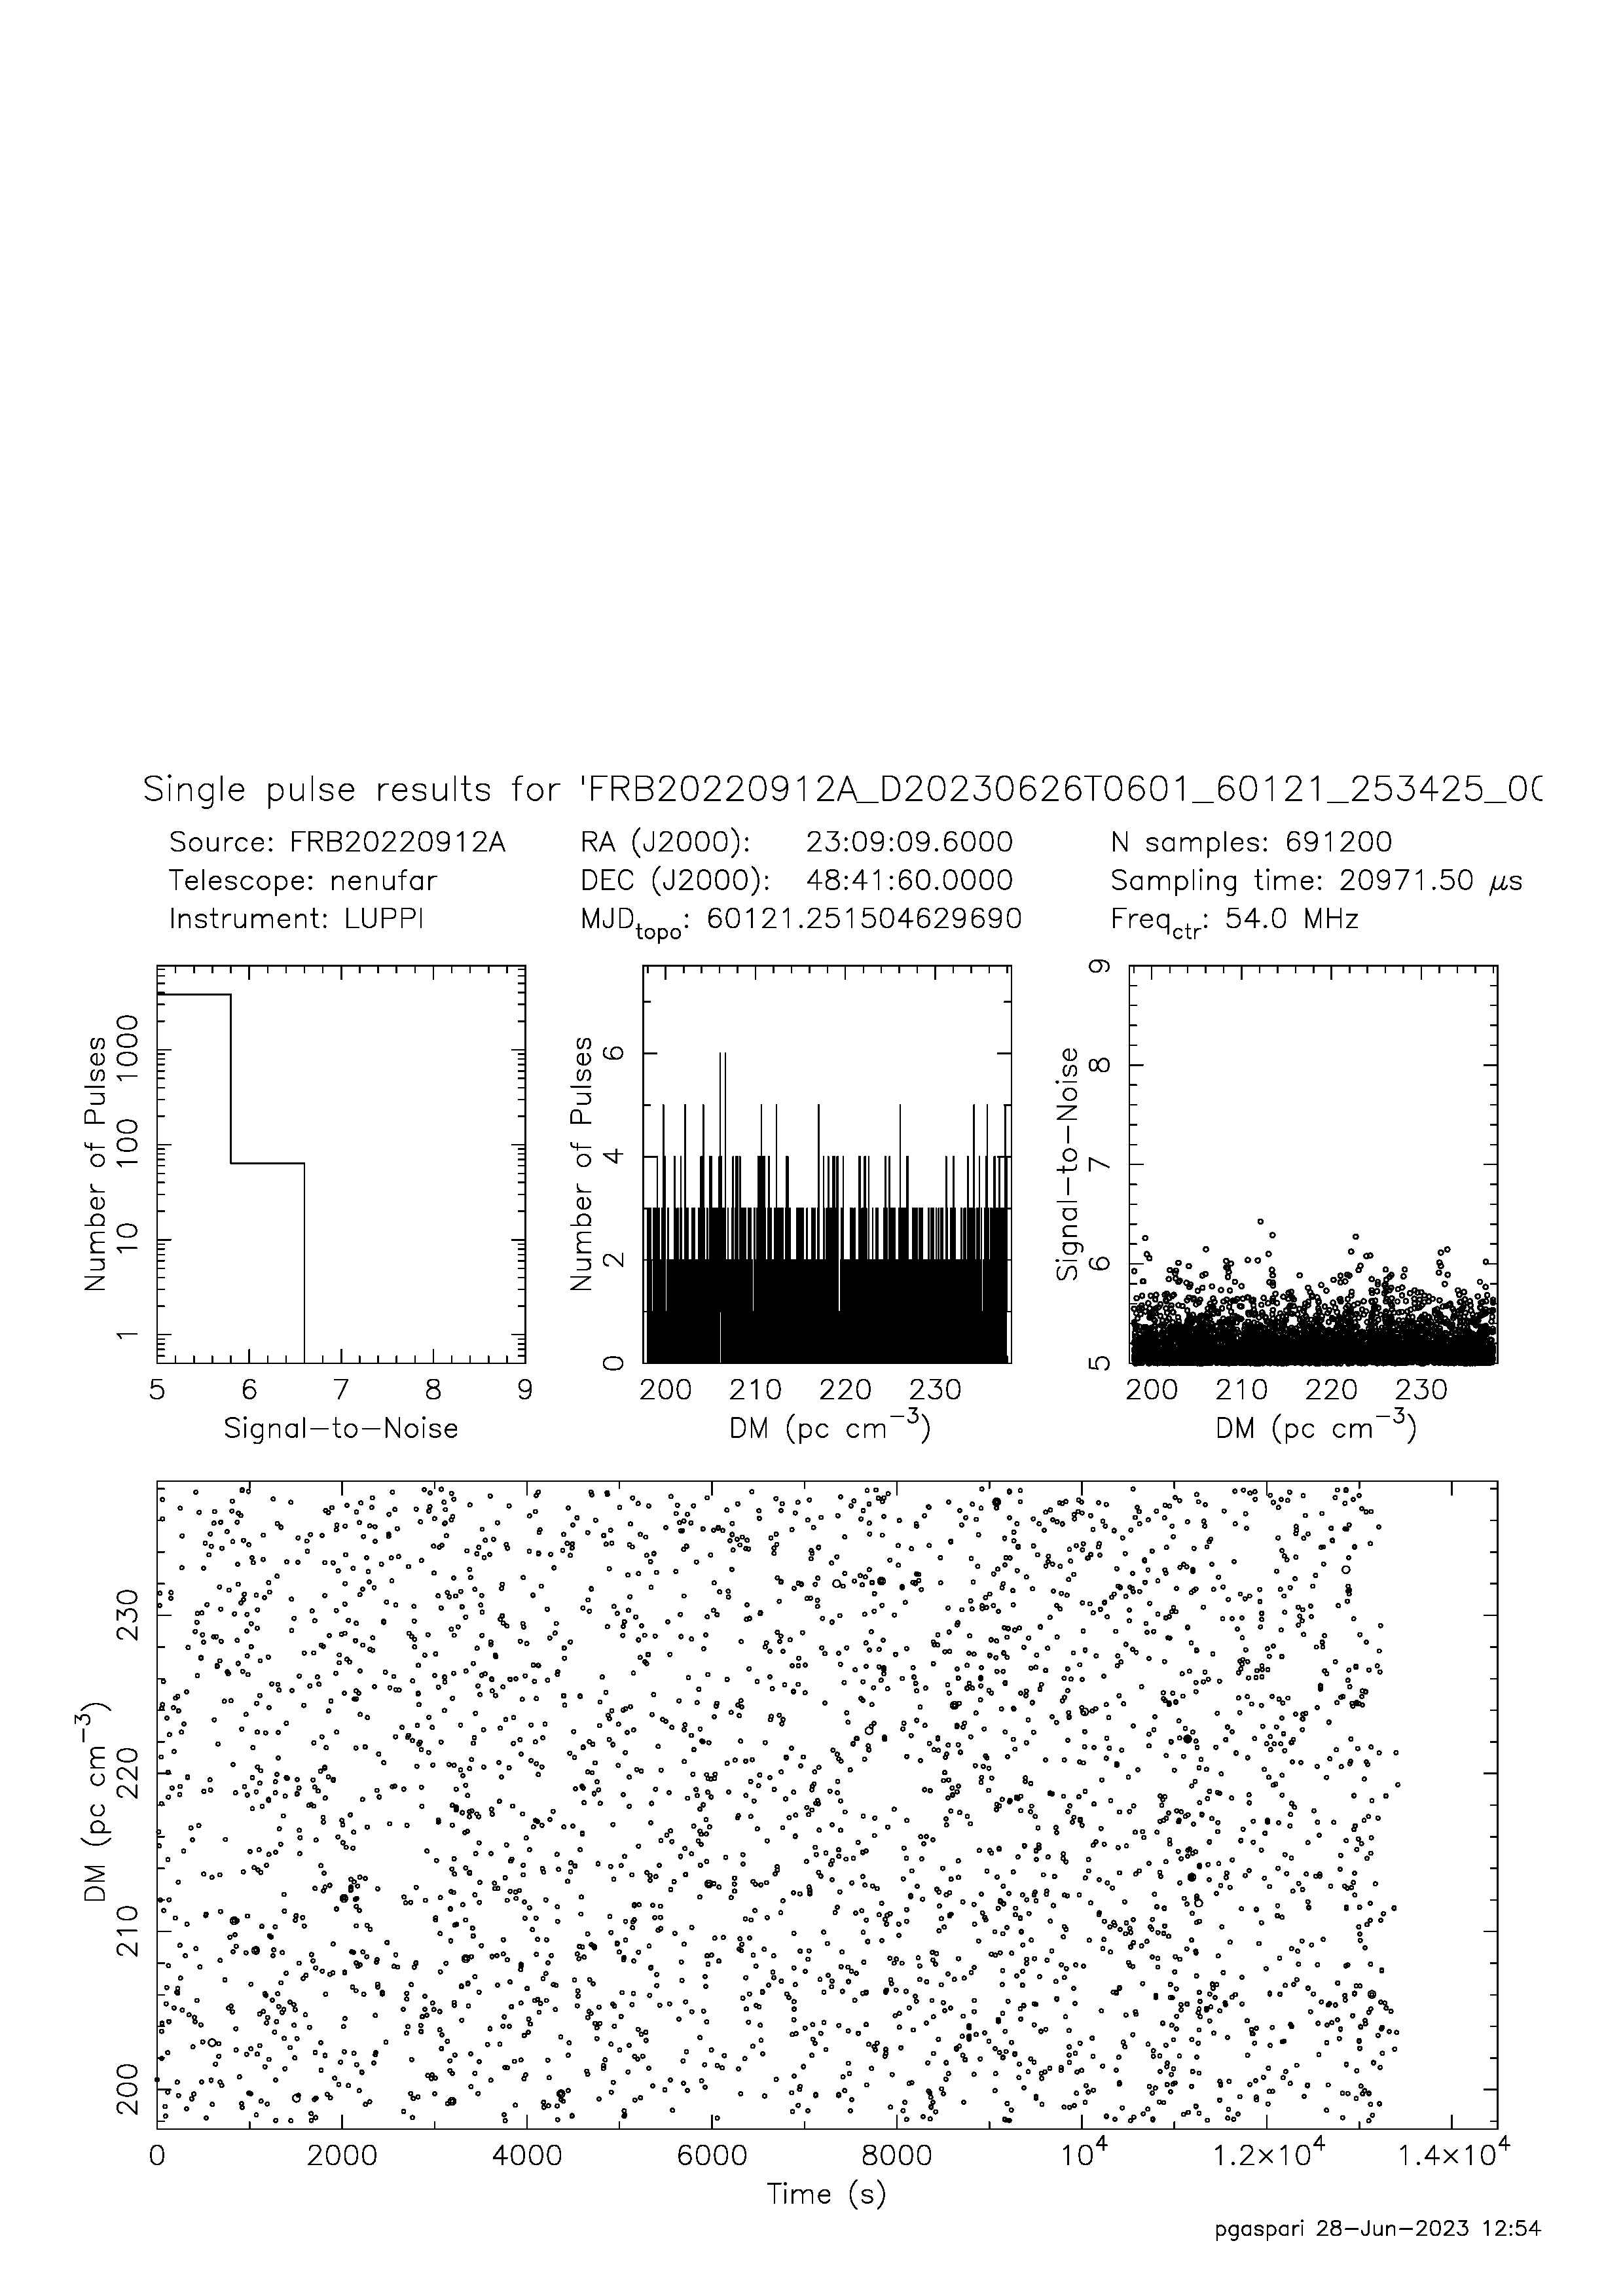 Single pulse results for 'FRB20220912A_D20230626T0601_60121_253425_00
Source: FRB20220912A RA (J2000): 23:09:09.6000 N samples: 691200
Telescope: nenufar DEC (J2000): 48:41:60.0000 Sampling time: 20971.50 μs
Instrument: LUPPI MJDtopo: 60121.251504629690 Freqctr: 54.0 MHz
Number of Pulses
1 10 100 1000
5 6 7 8 9
Signal-to-Noise
Number of Pulses
0 2 4 6
200 210 220 230
DM (pc cm⁻³)
Signal-to-Noise
5 6 7 8 9
200 210 220 230
DM (pc cm⁻³)
DM (pc cm⁻³)
200 210 220 230
0 2000 4000 6000 8000 10⁴ 1.2×10⁴ 1.4×10⁴
Time (s)
pgaspari 28-Jun-2023 12:54